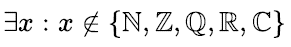 ∃x : x ∉ {ℕ, ℤ, ℚ, ℝ, ℂ}